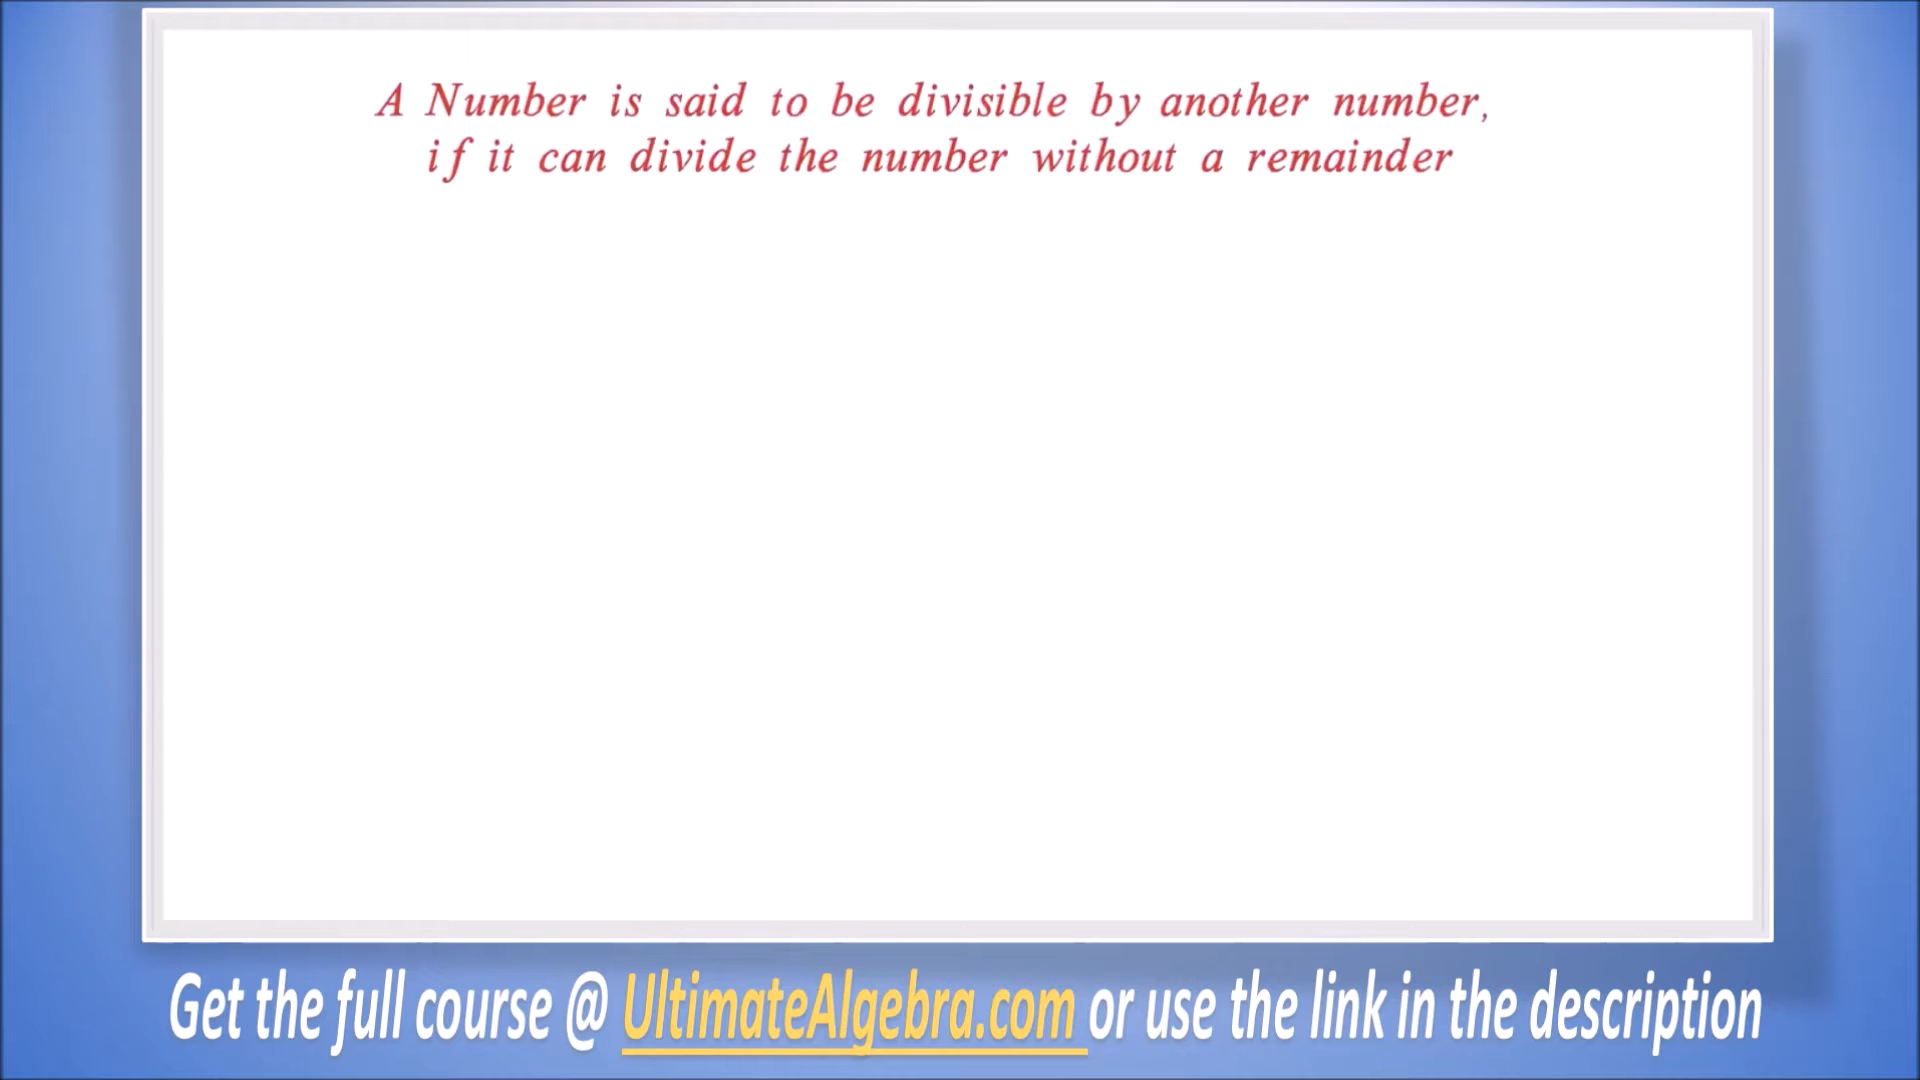 A Number is said to be divisible by another number,
if it can divide the number without a remainder
Get the full course @ UltimateAlgebra.com or use the link in the description